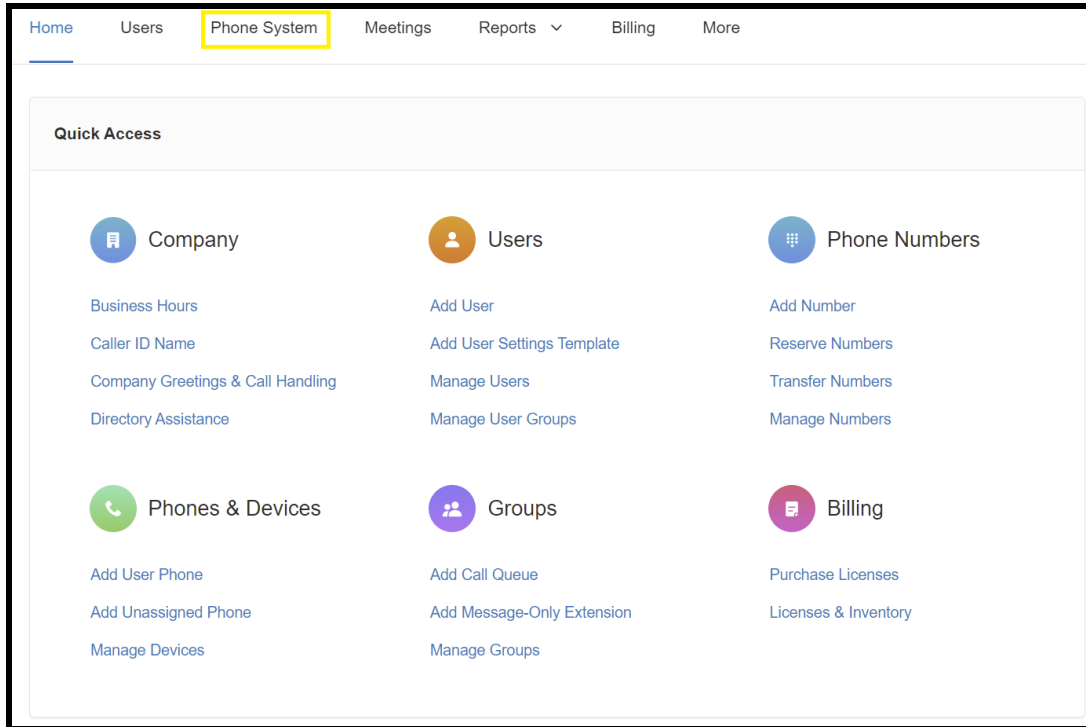 Home Users Phone System Meetings Reports Billing More
Quick Access
Company
Business Hours
Caller ID Name
Company Greetings & Call Handling
Directory Assistance
Users
Add User
Add User Settings Template
Manage Users
Manage User Groups
Phone Numbers
Add Number
Reserve Numbers
Transfer Numbers
Manage Numbers
Phones & Devices
Add User Phone
Add Unassigned Phone
Manage Devices
Groups
Add Call Queue
Add Message-Only Extension
Manage Groups
Billing
Purchase Licenses
Licenses & Inventory